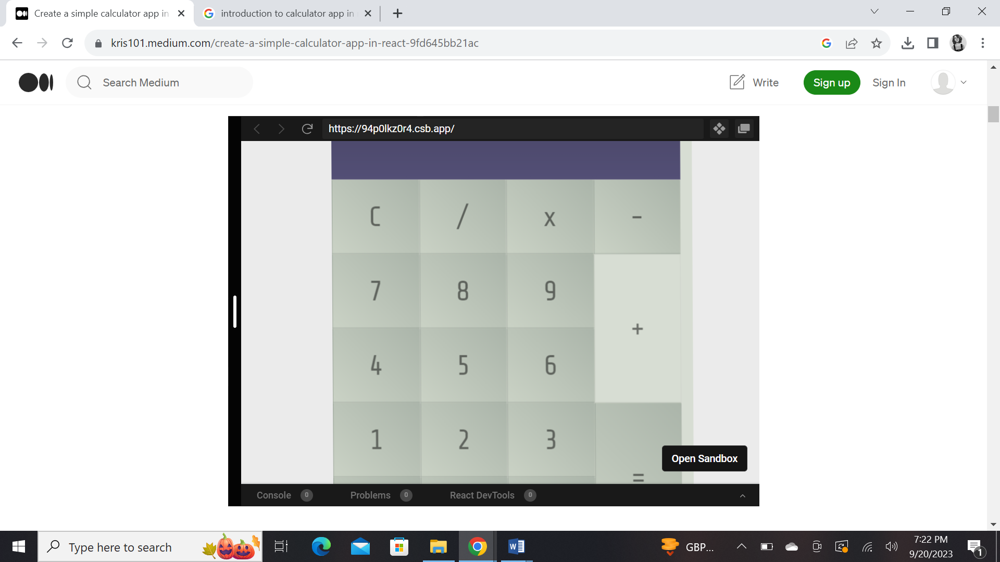 Create a simple calculator app in
introduction to calculator app in
kris101.medium.com/create-a-simple-calculator-app-in-react-9fd645bb21ac
Search Medium
Write
Sign up
Sign In
https://94p0lkz0r4.csb.app/
C / x -
7 8 9
+
4 5 6
1 2 3
Open Sandbox
=
Console 0 Problems 0 React DevTools 0
Type here to search
GBP...
7:22 PM
9/20/2023
1